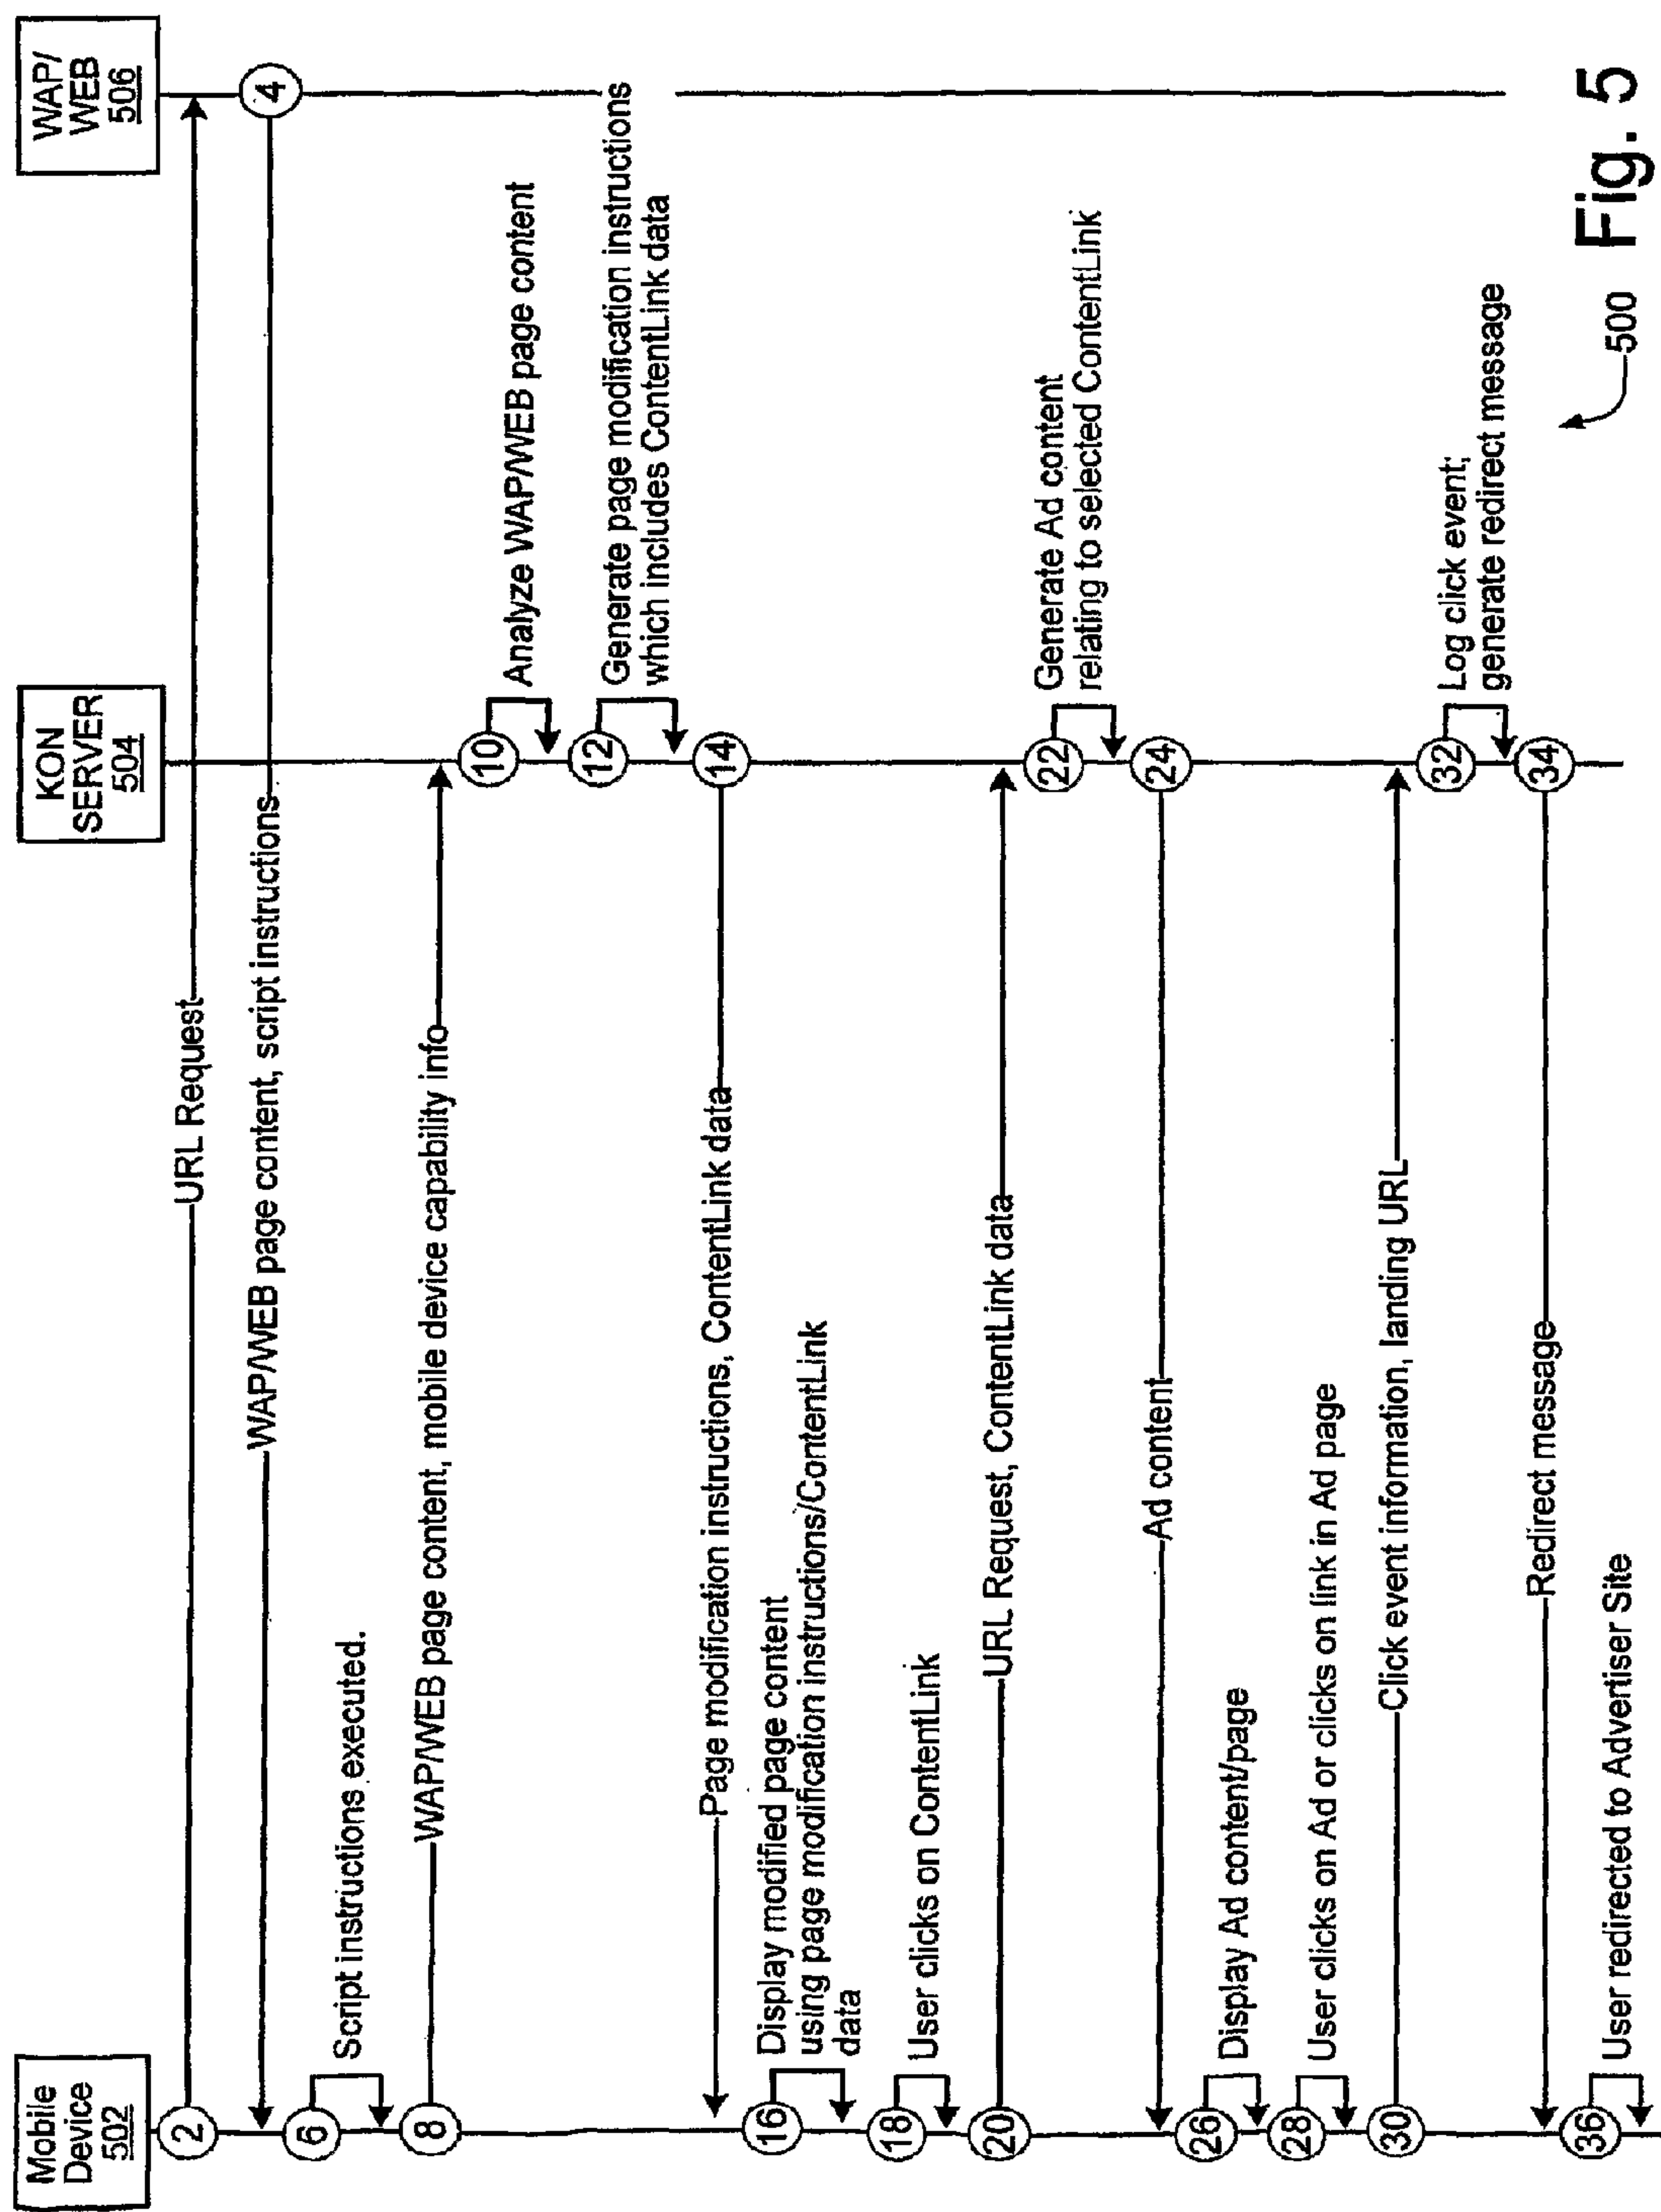 Mobile
Device
502
KON
SERVER
504
WAP/
WEB
506
2
URL Request
4
WAP/WEB page content, script instructions
6
Script instructions executed.
8
WAP/WEB page content, mobile device capability info
10
Analyze WAP/WEB page content
12
Generate page modification instructions
which includes ContentLink data
14
Page modification instructions, ContentLink data
16
Display modified page content
using page modification instructions/ContentLink
data
18
User clicks on ContentLink
20
URL Request, ContentLink data
22
Generate Ad content
relating to selected ContentLink
24
Ad content
26
Display Ad content/page
28
User clicks on Ad or clicks on link in Ad page
30
Click event information, landing URL
32
Log click event;
generate redirect message
34
Redirect message
36
User redirected to Advertiser Site
500
Fig. 5